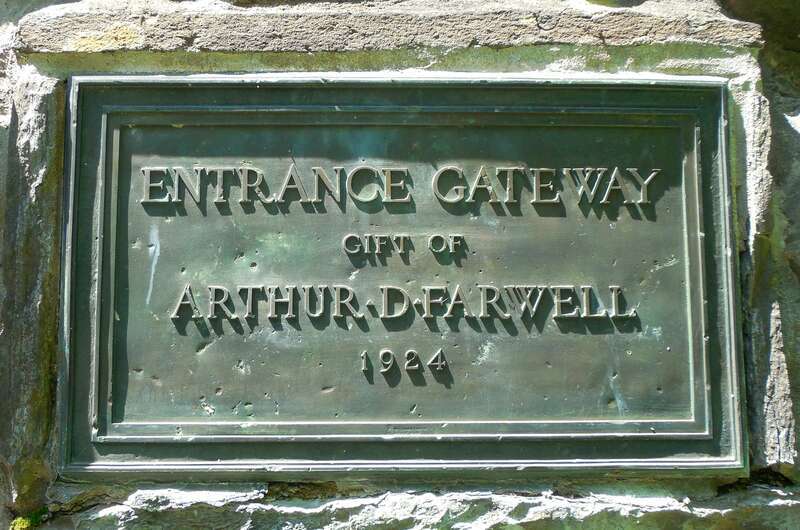 ENTRANCE GATEWAY
GIFT OF
ARTHUR·D·FARWELL
1924